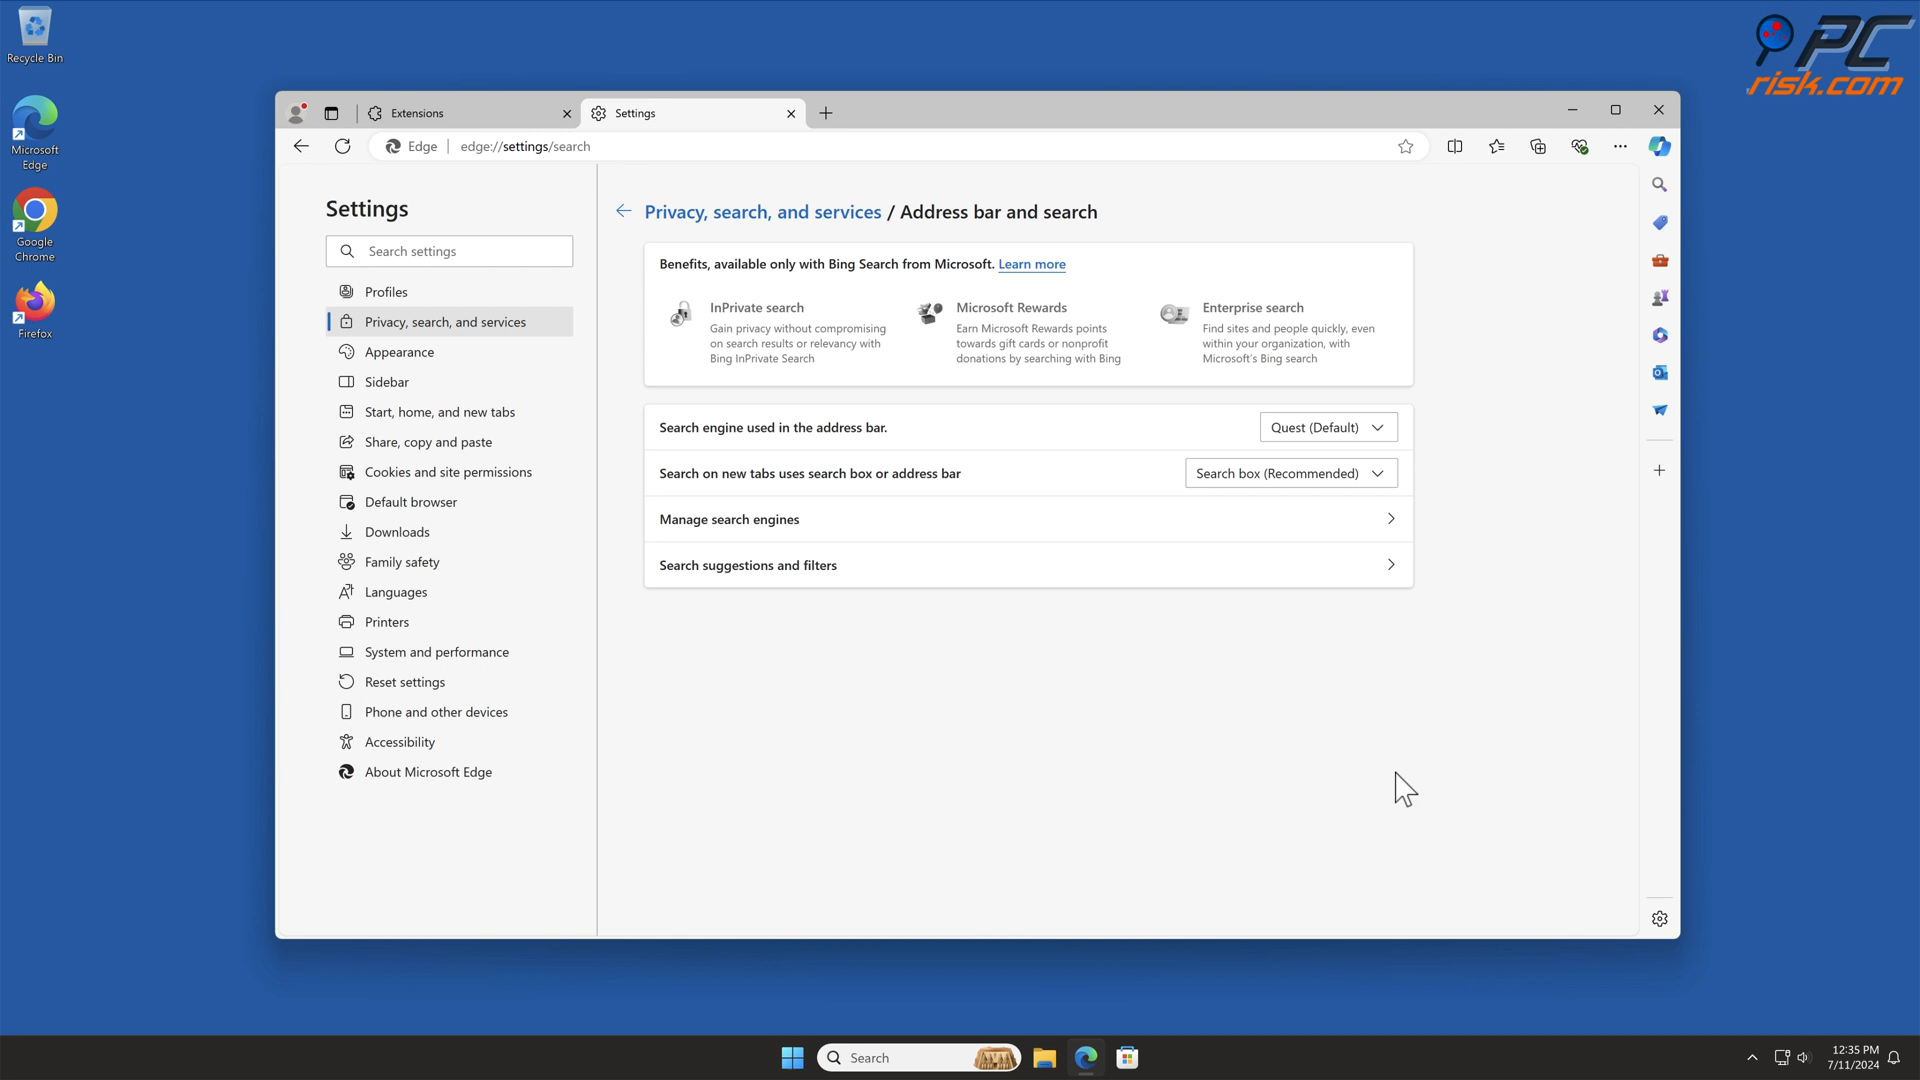 Recycle Bin
Microsoft
Edge
Google
Chrome
Firefox
PC
risk.com
Extensions
Settings
Edge
edge://settings/search
Settings
Search settings
Profiles
Privacy, search, and services
Appearance
Sidebar
Start, home, and new tabs
Share, copy and paste
Cookies and site permissions
Default browser
Downloads
Family safety
Languages
Printers
System and performance
Reset settings
Phone and other devices
Accessibility
About Microsoft Edge
Privacy, search, and services / Address bar and search
Benefits, available only with Bing Search from Microsoft. Learn more
InPrivate search
Gain privacy without compromising
on search results or relevancy with
Bing InPrivate Search
Microsoft Rewards
Earn Microsoft Rewards points
towards gift cards or nonprofit
donations by searching with Bing
Enterprise search
Find sites and people quickly, even
within your organization, with
Microsoft's Bing search
Search engine used in the address bar.
Quest (Default)
Search on new tabs uses search box or address bar
Search box (Recommended)
Manage search engines
Search suggestions and filters
Search
12:35 PM
7/11/2024